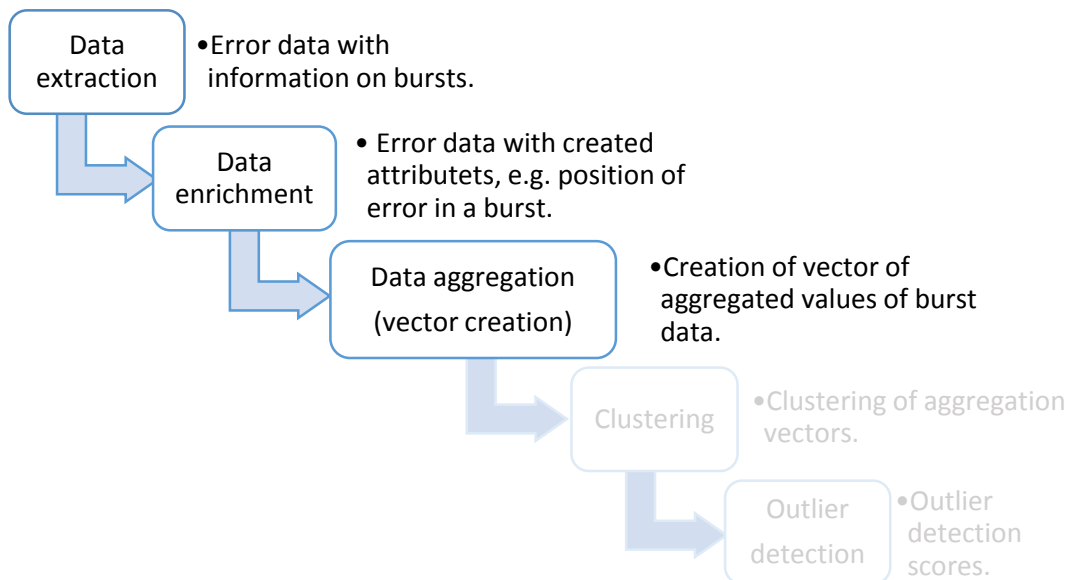 Data
extraction
•Error data with
information on bursts.
Data
enrichment
• Error data with created
attributets, e.g. position of
error in a burst.
Data aggregation
(vector creation)
•Creation of vector of
aggregated values of burst
data.
Clustering
•Clustering of aggregation
vectors.
Outlier
detection
•Outlier
detection
scores.